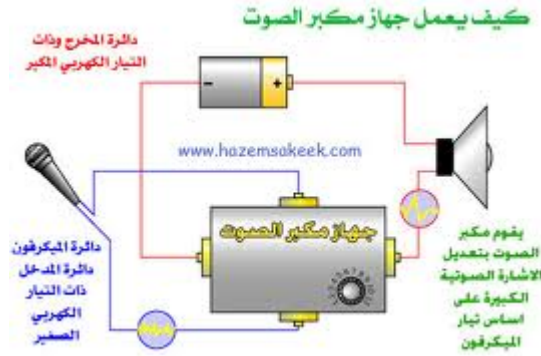 كيف يعمل جهاز مكبر الصوت
دائرة المخرج وذات
التيار الكهربي المكبر
www.hazemsakeek.com
جهاز مكبر الصوت
دائرة الميكرفون
دائرة المدخل
ذات التيار
الكهربي
الصغير
يقوم مكبر
الصوت بتعديل
الاشارة الصوتية
الكبيرة على
اساس تيار
الميكرفون